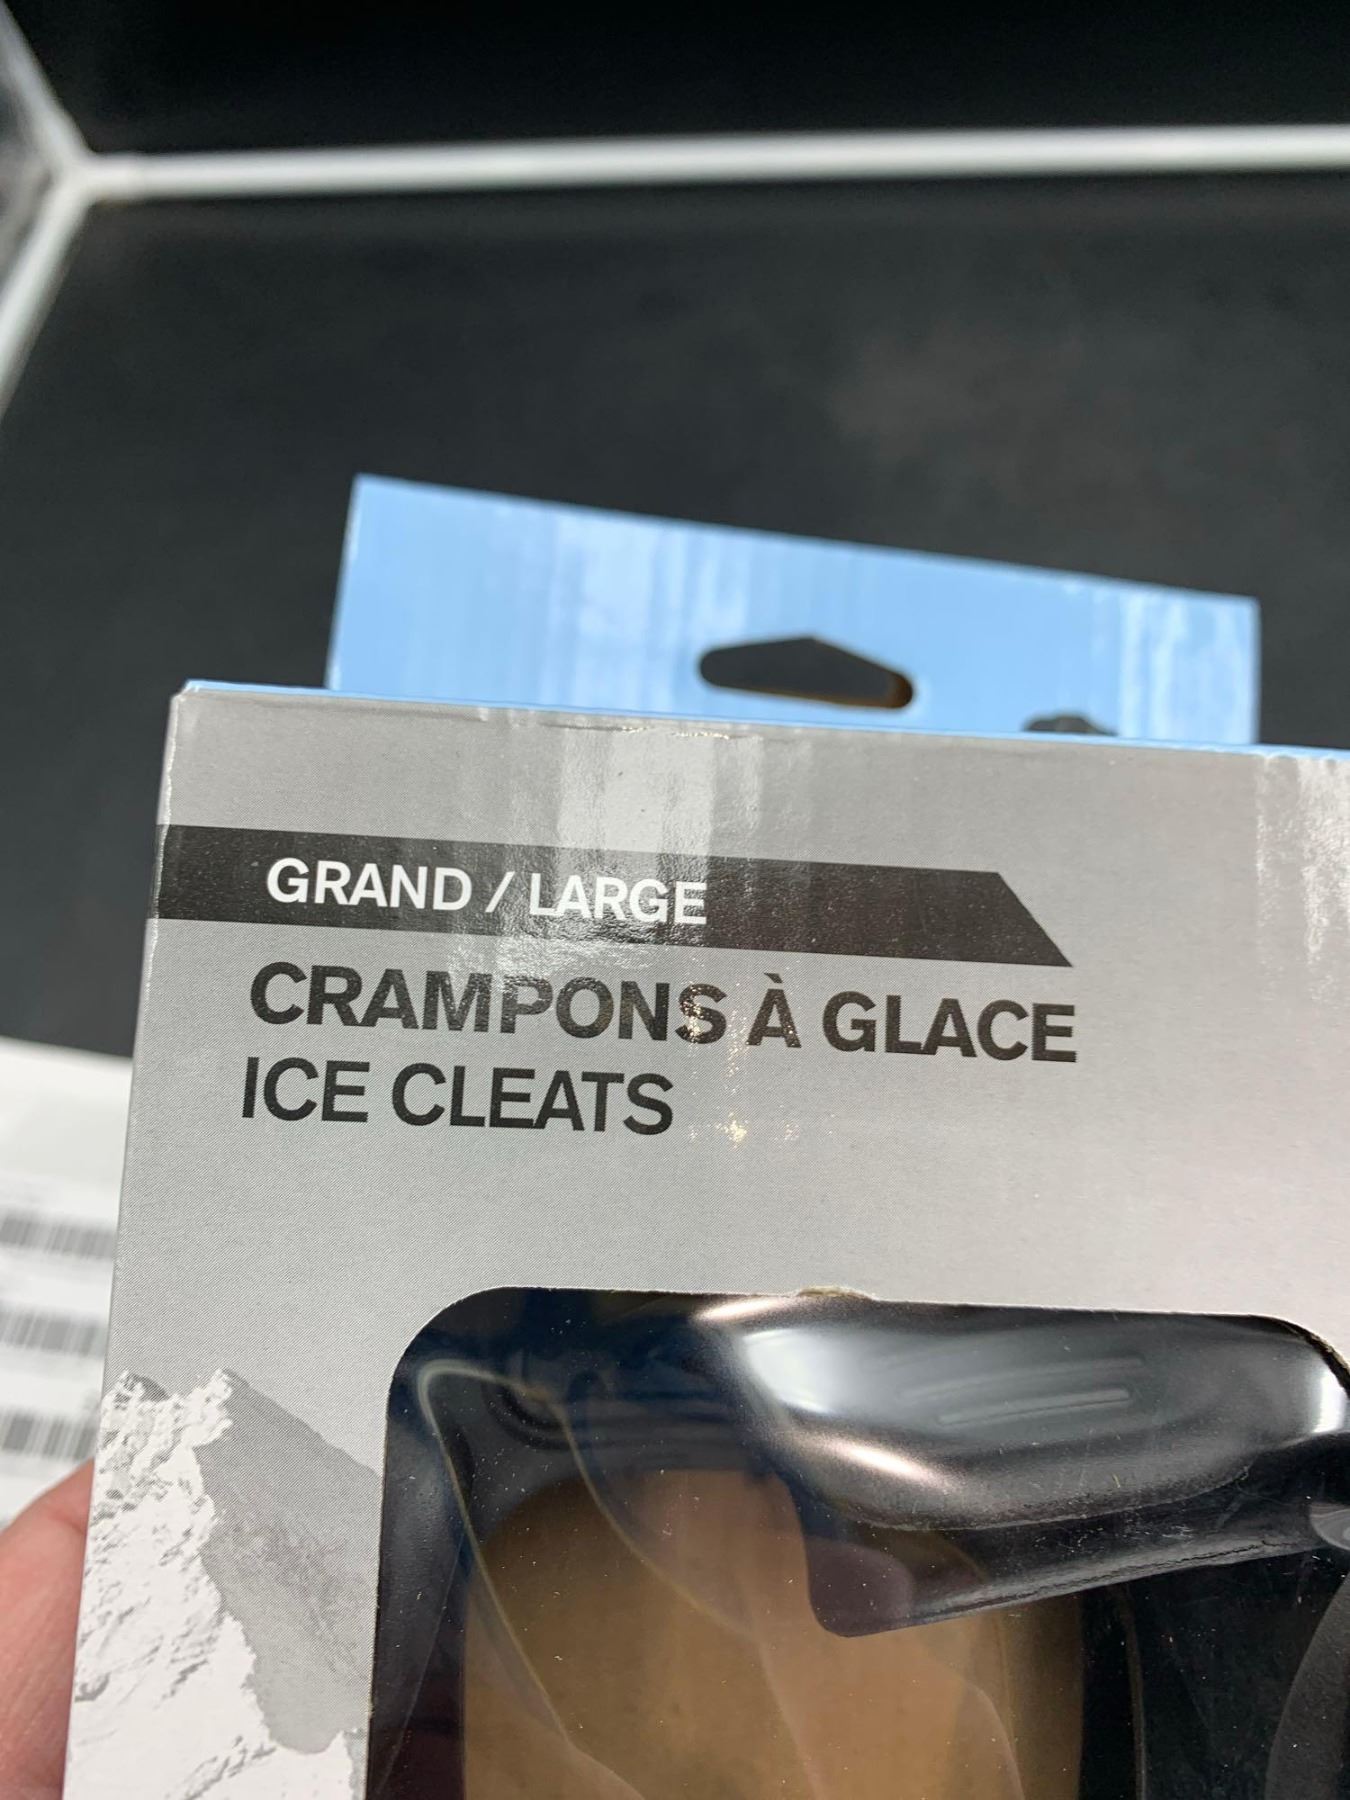 GRAND / LARGE
CRAMPONS À GLACE
ICE CLEATS